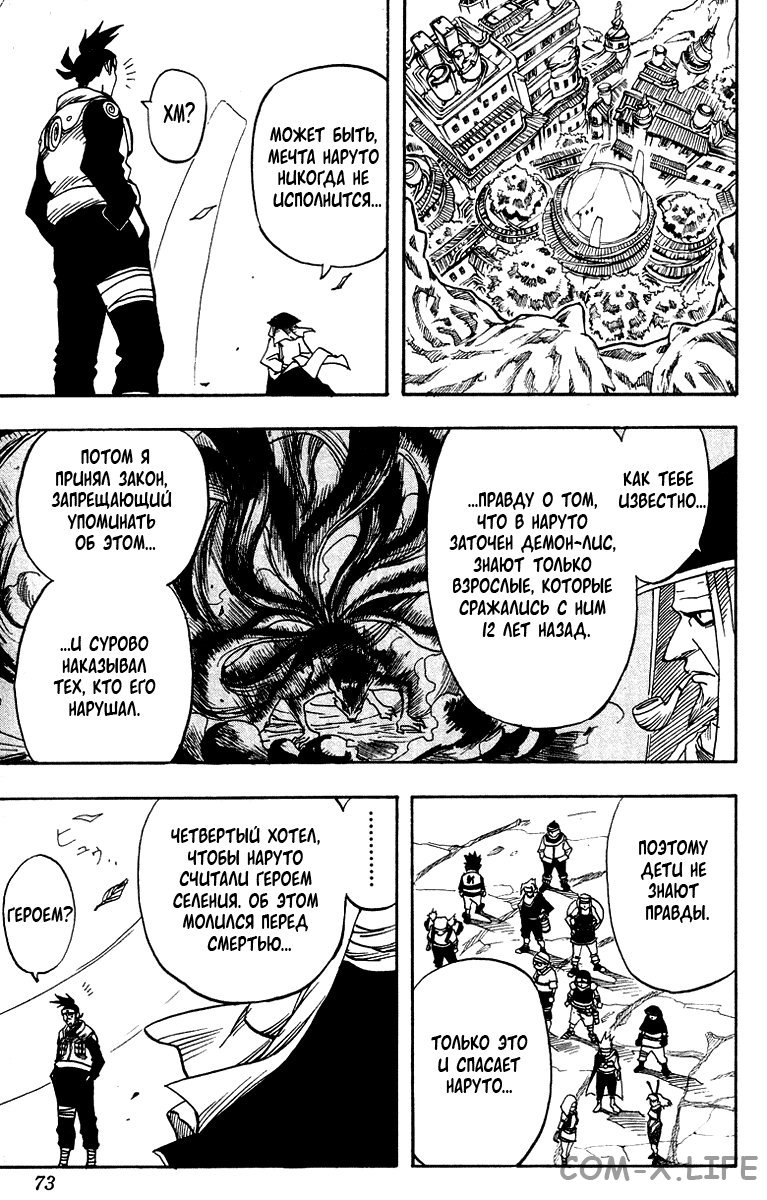 МОЖЕТ БЫТЬ,
МЕЧТА НАРУТО
НИКОГДА НЕ
ИСПОЛНИТСЯ...
ХМ?
КАК ТЕБЕ
ИЗВЕСТНО...
...ПРАВДУ О ТОМ,
ЧТО В НАРУТО
ЗАТОЧЕН ДЕМОН-ЛИС,
ЗНАЮТ ТОЛЬКО
ВЗРОСЛЫЕ, КОТОРЫЕ
СРАЖАЛИСЬ С НИМ
12 ЛЕТ НАЗАД.
ПОТОМ Я
ПРИНЯЛ ЗАКОН,
ЗАПРЕЩАЮЩИЙ
УПОМИНАТЬ
ОБ ЭТОМ...
...И СУРОВО
НАКАЗЫВАЛ
ТЕХ, КТО ЕГО
НАРУШАЛ.
ПОЭТОМУ
ДЕТИ НЕ
ЗНАЮТ
ПРАВДЫ.
ТОЛЬКО ЭТО
И СПАСАЕТ
НАРУТО...
ЧЕТВЕРТЫЙ ХОТЕЛ,
ЧТОБЫ НАРУТО
СЧИТАЛИ ГЕРОЕМ
СЕЛЕНИЯ. ОБ ЭТОМ
МОЛИЛСЯ ПЕРЕД
СМЕРТЬЮ...
ヒュゥ..
ГЕРОЕМ?
73
COM-X.LIFE